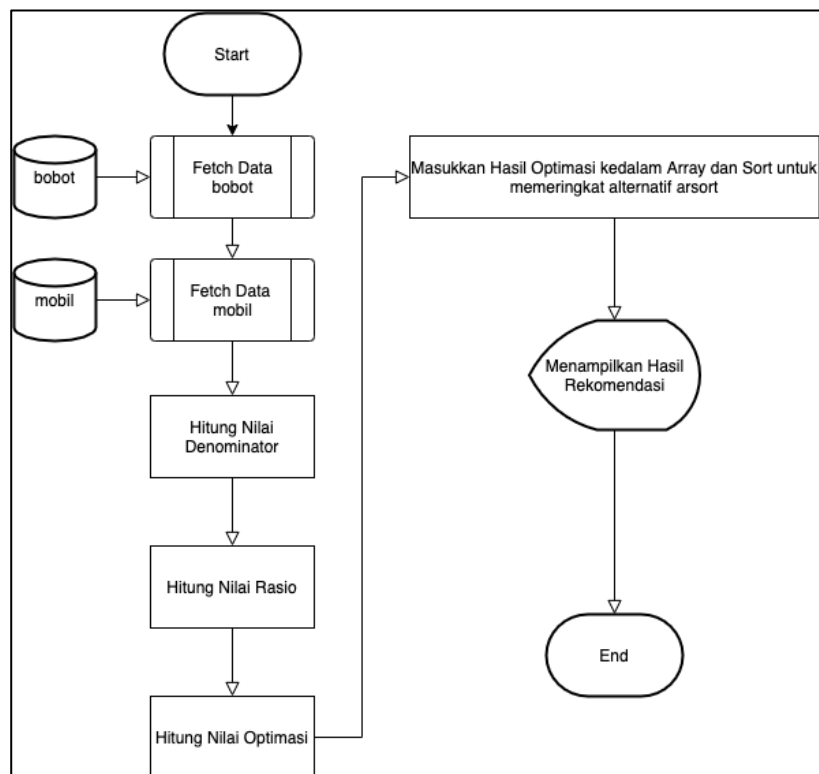 Start
bobot
Fetch Data
bobot
mobil
Fetch Data
mobil
Hitung Nilai
Denominator
Hitung Nilai Rasio
Hitung Nilai Optimasi
Masukkan Hasil Optimasi kedalam Array dan Sort untuk
memeringkat alternatif arsort
Menampilkan Hasil
Rekomendasi
End